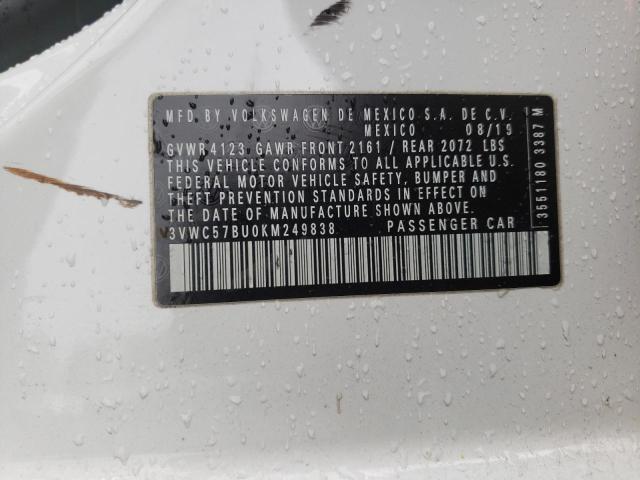 MFD BY VOLKSWAGEN DE MEXICO S.A. DE C.V.
MEXICO 08/19
GVWR 4123 GAWR FRONT 2161 / REAR 2072 LBS
THIS VEHICLE CONFORMS TO ALL APPLICABLE U.S.
FEDERAL MOTOR VEHICLE SAFETY, BUMPER AND
THEFT PREVENTION STANDARDS IN EFFECT ON
THE DATE OF MANUFACTURE SHOWN ABOVE.
3VWC57BU0KM249838 PASSENGER CAR
35511180 3387 M